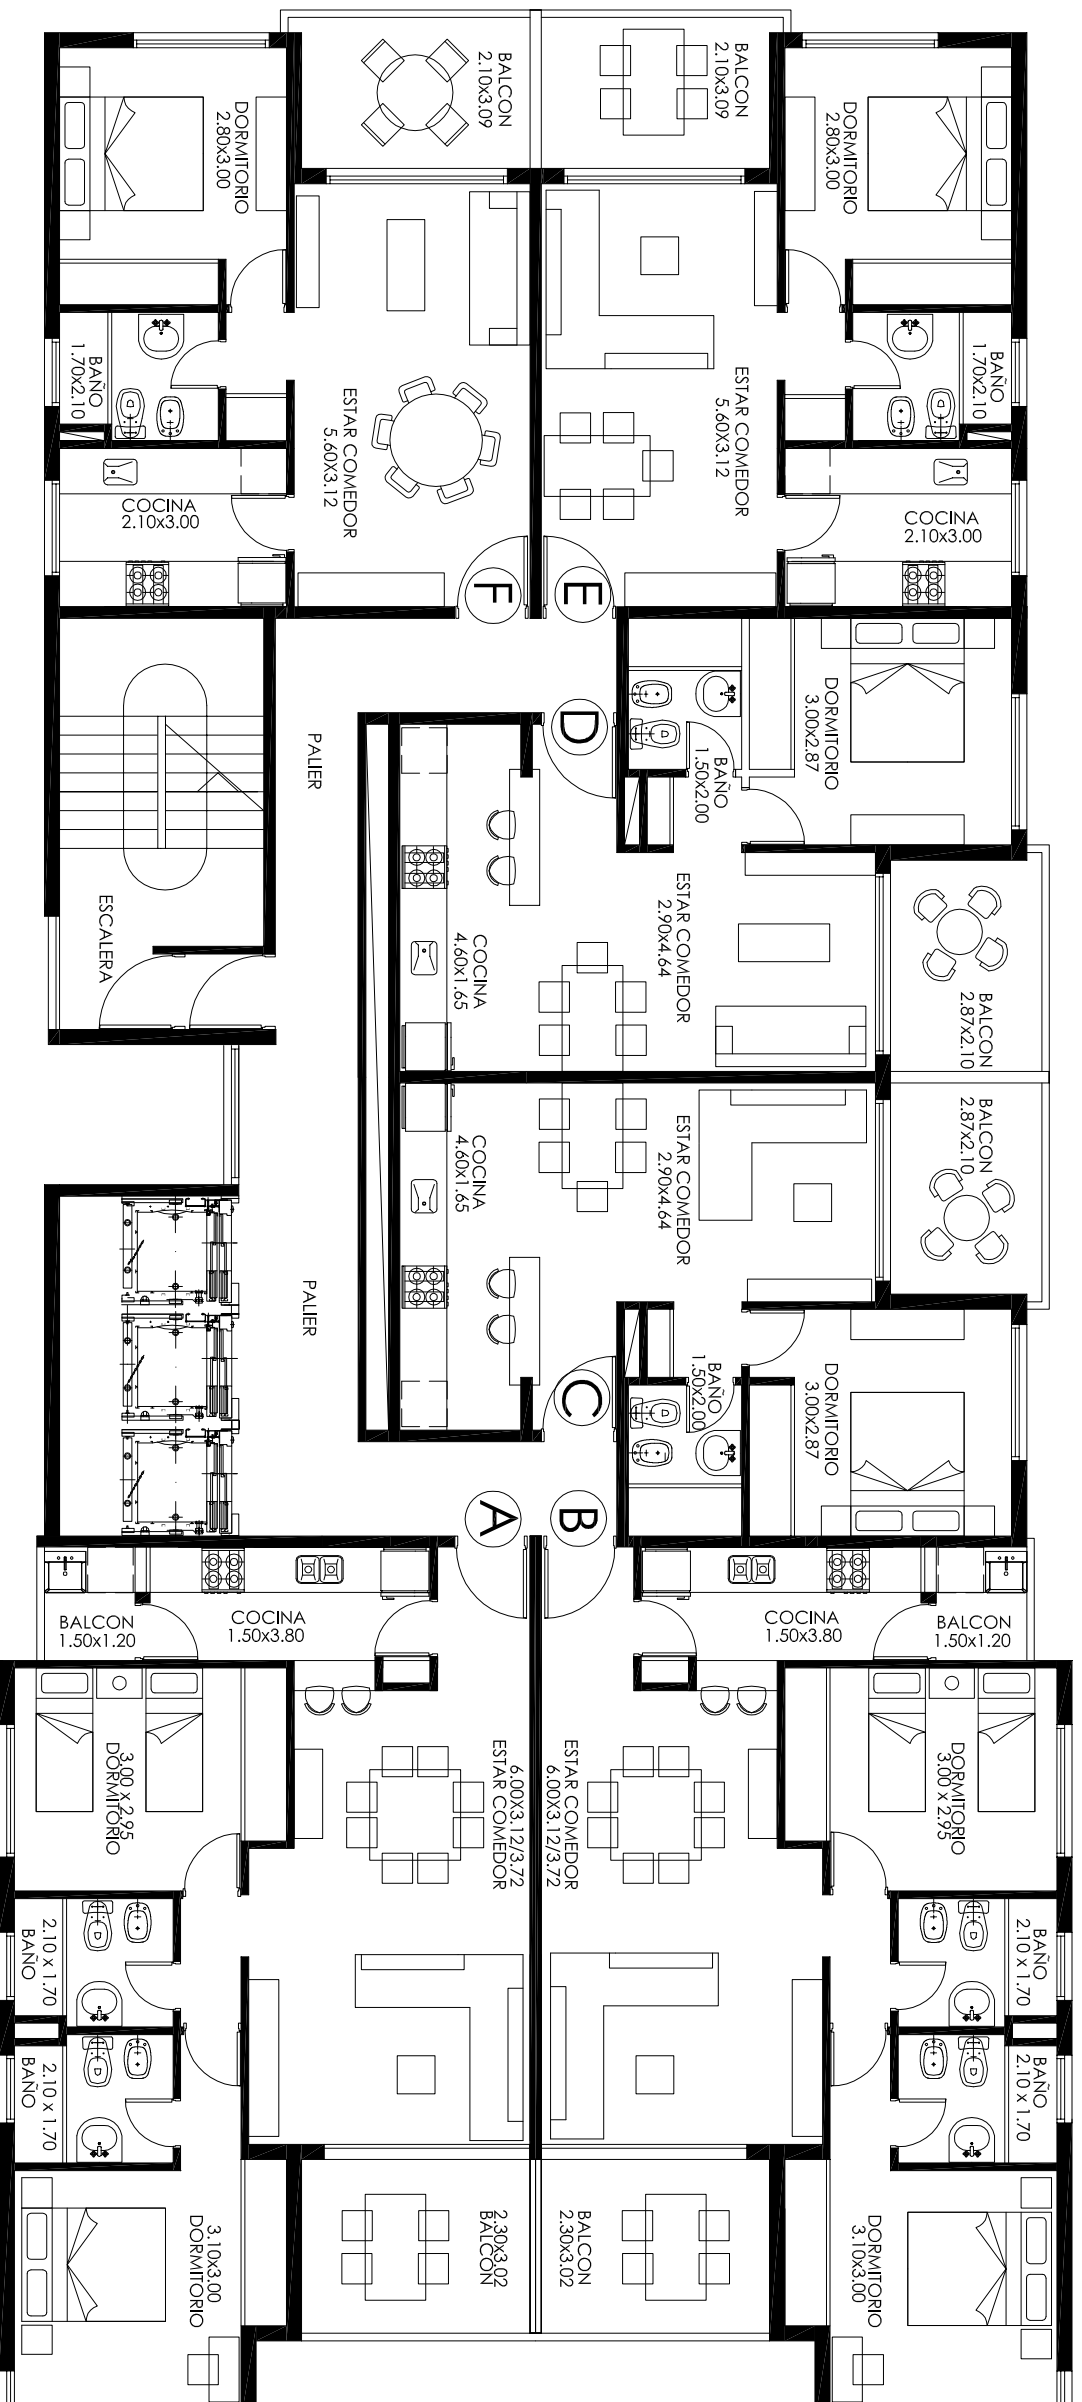 BALCON
2.10x3.09
BALCON
2.10x3.09
DORMITORIO
2.80x3.00
DORMITORIO
2.80x3.00
BAÑO
1.70x2.10
ESTAR COMEDOR
5.60X3.12
ESTAR COMEDOR
5.60X3.12
BAÑO
1.70x2.10
COCINA
2.10x3.00
COCINA
2.10x3.00
F
E
D
PALIER
BAÑO
1.50x2.00
DORMITORIO
3.00x2.87
ESCALERA
COCINA
4.60x1.65
ESTAR COMEDOR
2.90x4.64
BALCON
2.87x2.10
COCINA
4.60x1.65
ESTAR COMEDOR
2.90x4.64
BALCON
2.87x2.10
PALIER
BAÑO
1.50x2.00
DORMITORIO
3.00x2.87
C
A
B
BALCON
1.50x1.20
COCINA
1.50x3.80
COCINA
1.50x3.80
BALCON
1.50x1.20
3.00 x 2.95
DORMITORIO
6.00X3.12/3.72
ESTAR COMEDOR
ESTAR COMEDOR
6.00X3.12/3.72
DORMITORIO
3.00 x 2.95
2.10 x 1.70
BAÑO
BAÑO
2.10 x 1.70
2.10 x 1.70
BAÑO
BAÑO
2.10 x 1.70
3.10x3.00
DORMITORIO
2.30x3.02
BALCON
BALCON
2.30x3.02
DORMITORIO
3.10x3.00